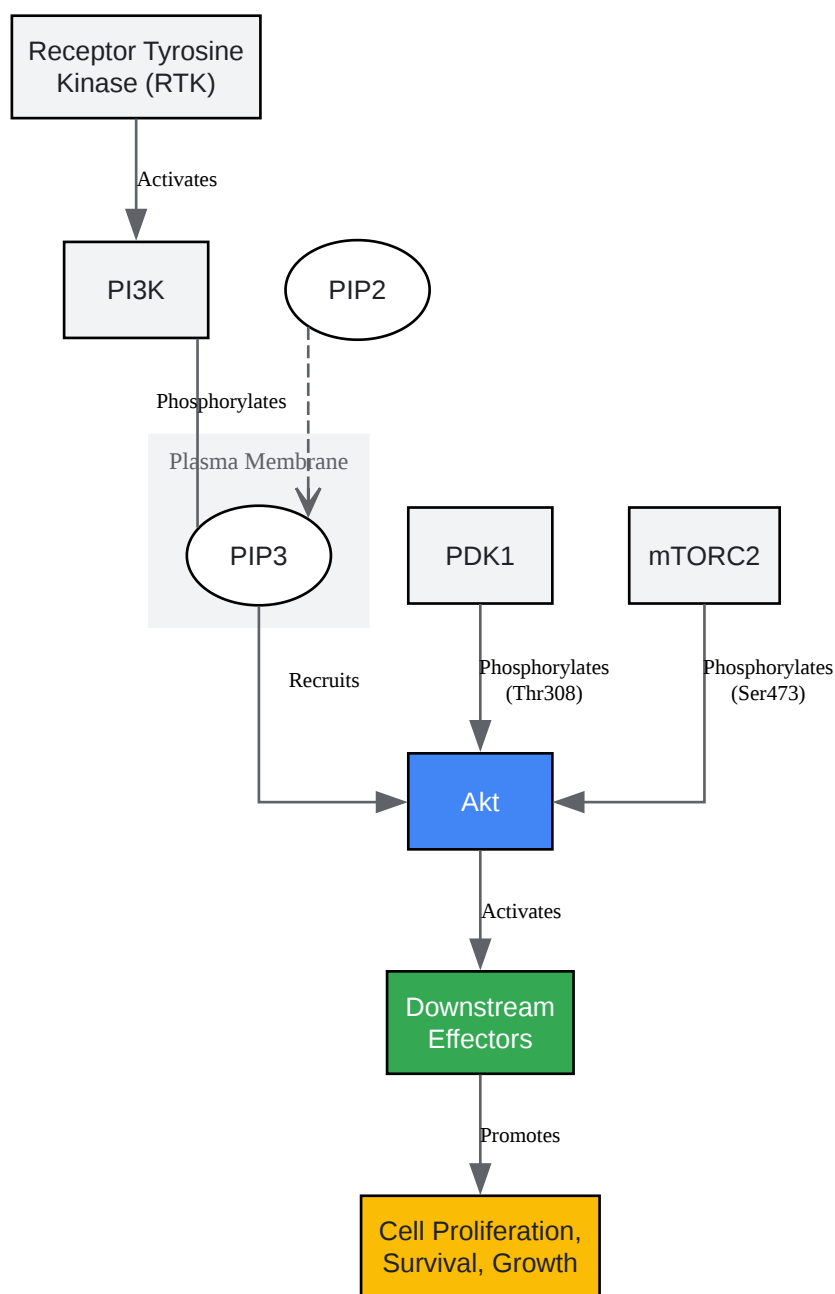 Receptor Tyrosine
Kinase (RTK)
Activates
PI3K
PIP2
Phosphorylates
Plasma Membrane
PIP3
PDK1
mTORC2
Recruits
Phosphorylates
(Thr308)
Phosphorylates
(Ser473)
Akt
Activates
Downstream
Effectors
Promotes
Cell Proliferation,
Survival, Growth